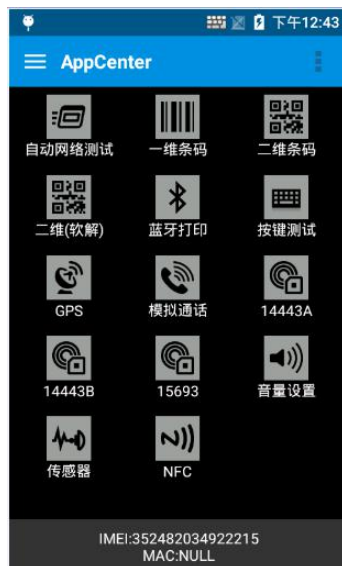 下午12:43
AppCenter
自动网络测试
一维条码
二维条码
二维(软解)
蓝牙打印
按键测试
GPS
模拟通话
14443A
14443B
15693
音量设置
传感器
NFC
IMEI:352482034922215
MAC:NULL